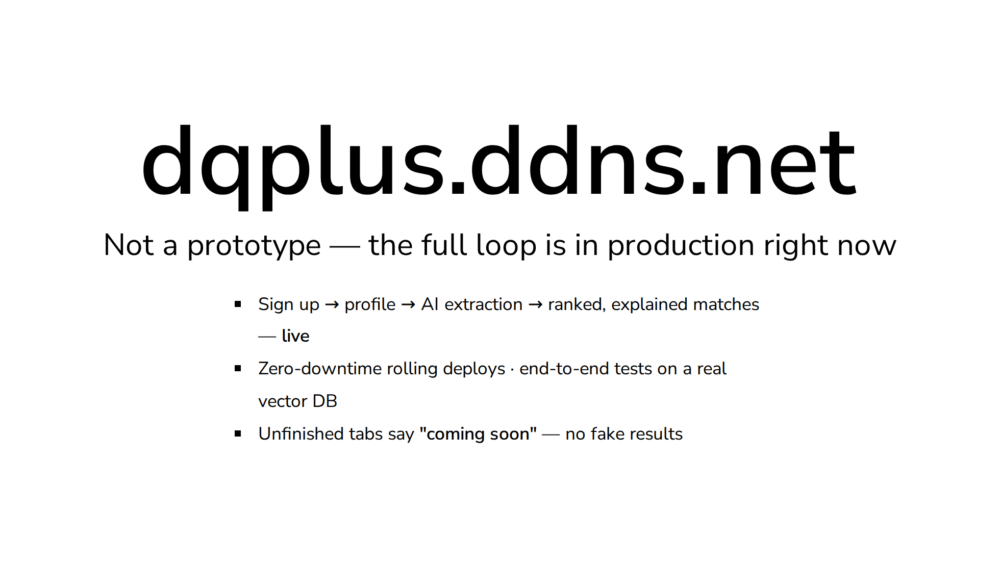 dqplus.ddns.net
Not a prototype — the full loop is in production right now
▪ Sign up → profile → AI extraction → ranked, explained matches
— live
▪ Zero-downtime rolling deploys · end-to-end tests on a real
vector DB
▪ Unfinished tabs say "coming soon" — no fake results